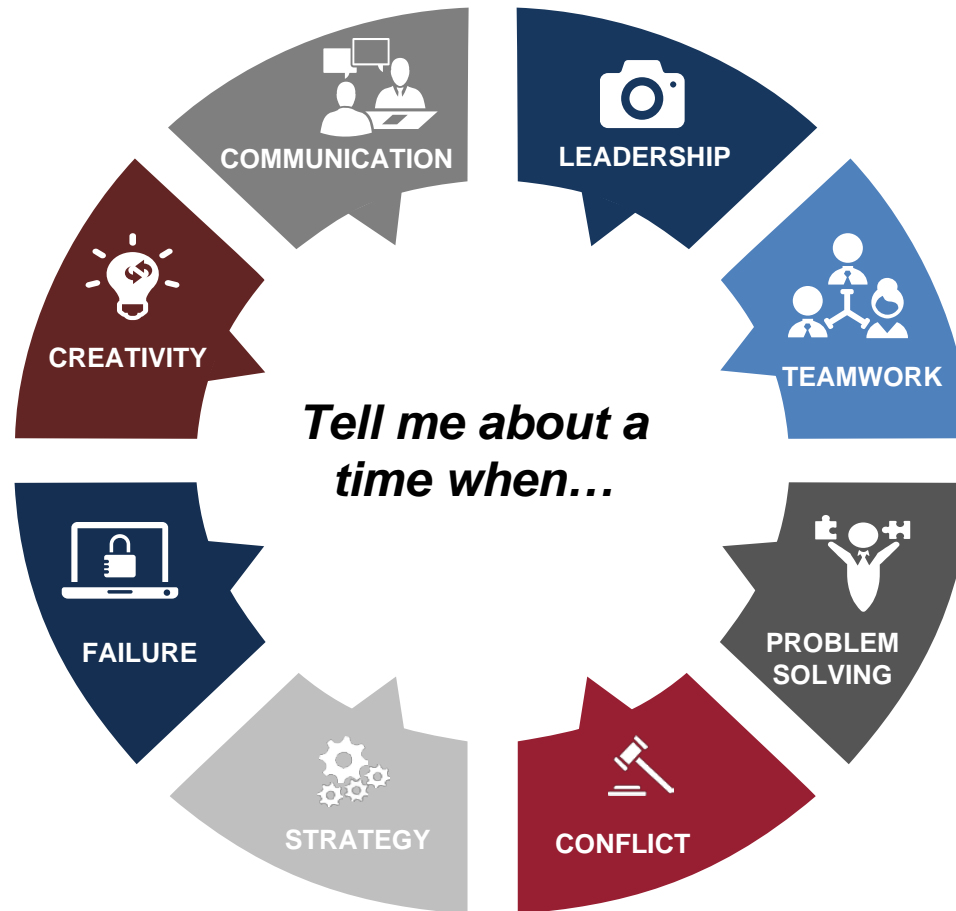 COMMUNICATION
LEADERSHIP
CREATIVITY
TEAMWORK
Tell me about a
time when…
FAILURE
PROBLEM
SOLVING
STRATEGY
CONFLICT